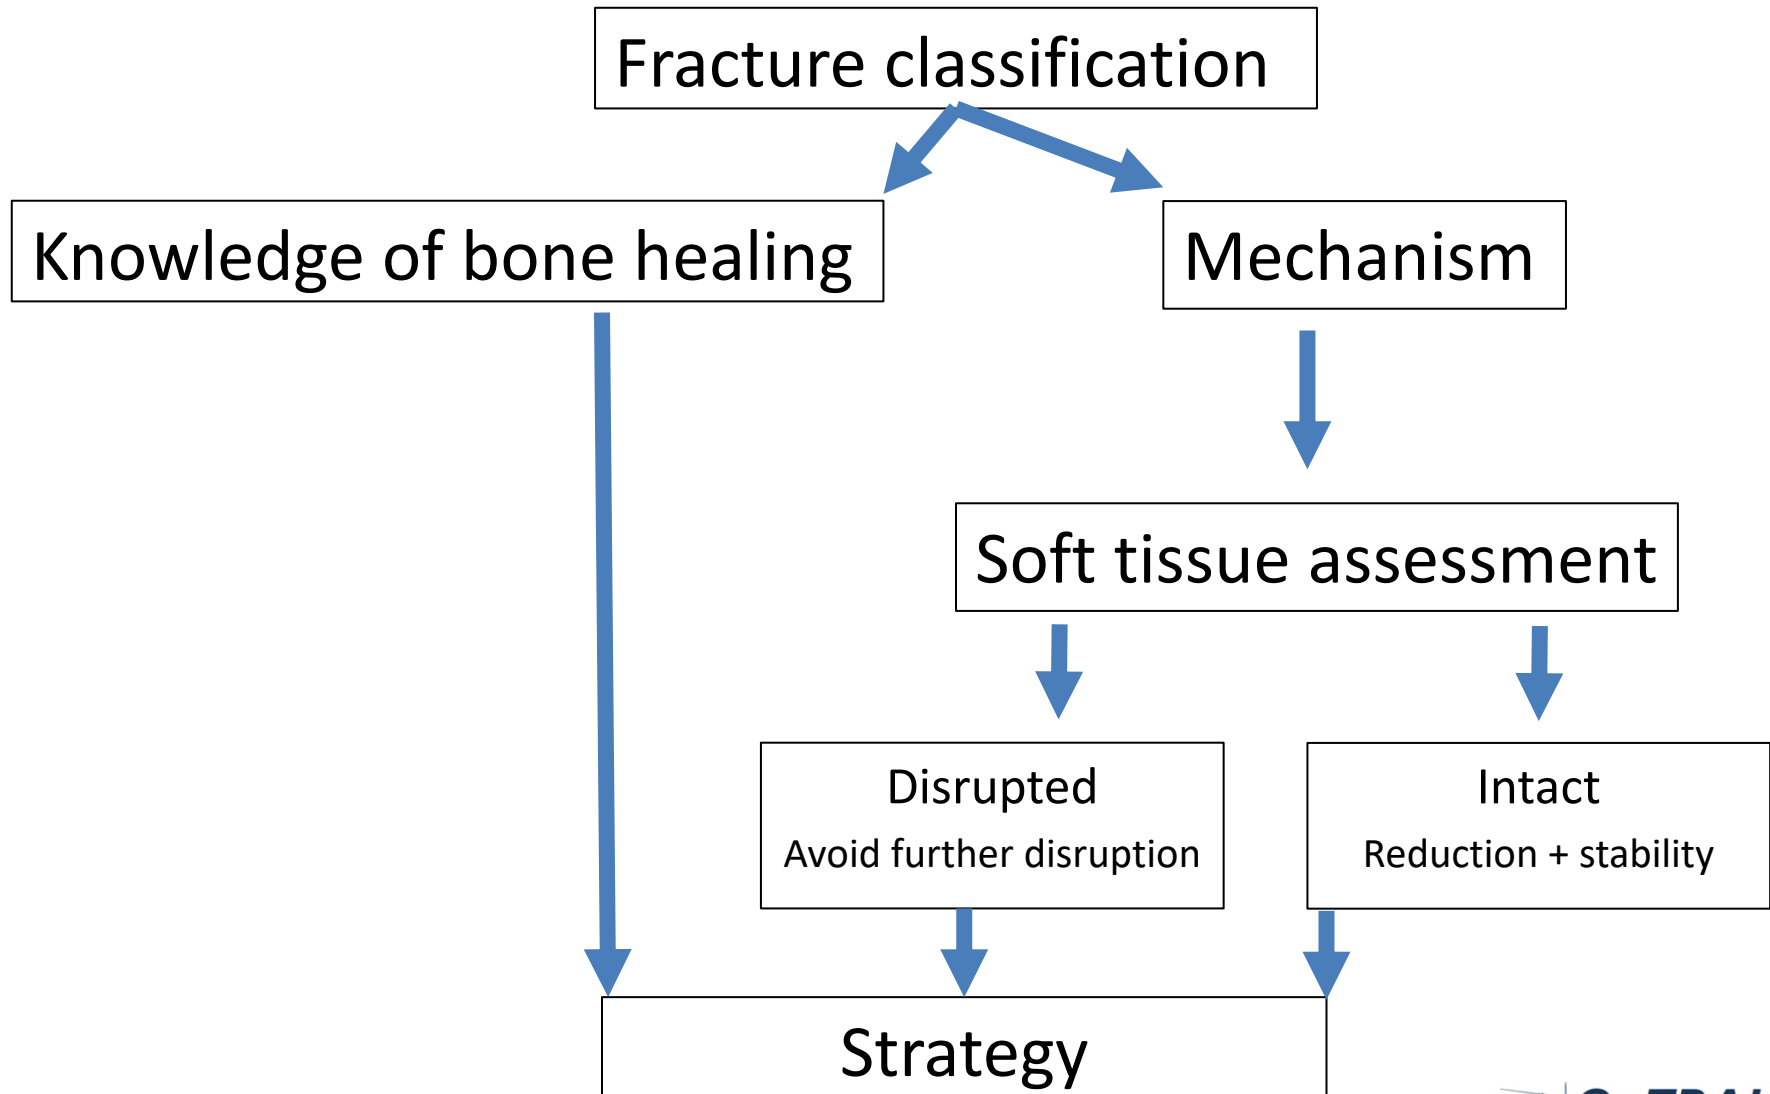 Fracture classification
Knowledge of bone healing
Mechanism
Soft tissue assessment
Disrupted
Avoid further disruption
Intact
Reduction + stability
Strategy